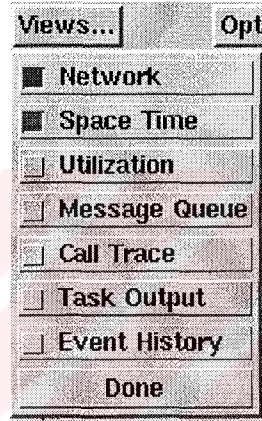 Views... Opt
Network
Space Time
Utilization
Message Queue
Call Trace
Task Output
Event History
Done